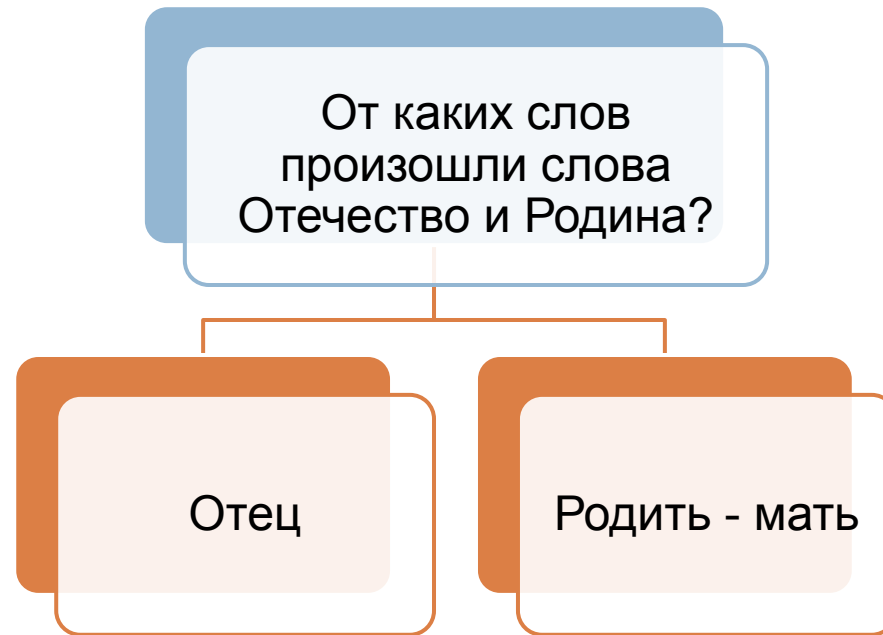 От каких слов
произошли слова
Отечество и Родина?
Отец
Родить - мать